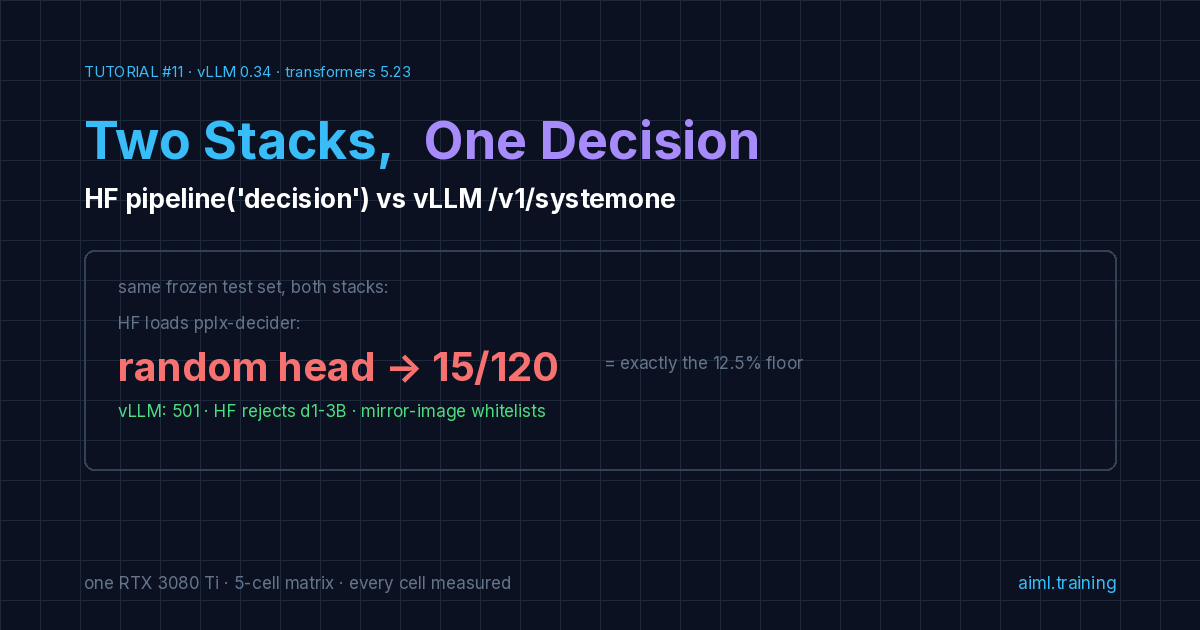 TUTORIAL #11 · vLLM 0.34 · transformers 5.23
Two Stacks, One Decision
HF pipeline('decision') vs vLLM /v1/systemone
same frozen test set, both stacks:
HF loads pplx-decider:
random head → 15/120 = exactly the 12.5% floor
vLLM: 501 · HF rejects d1-3B · mirror-image whitelists
one RTX 3080 Ti · 5-cell matrix · every cell measured
aiml.training